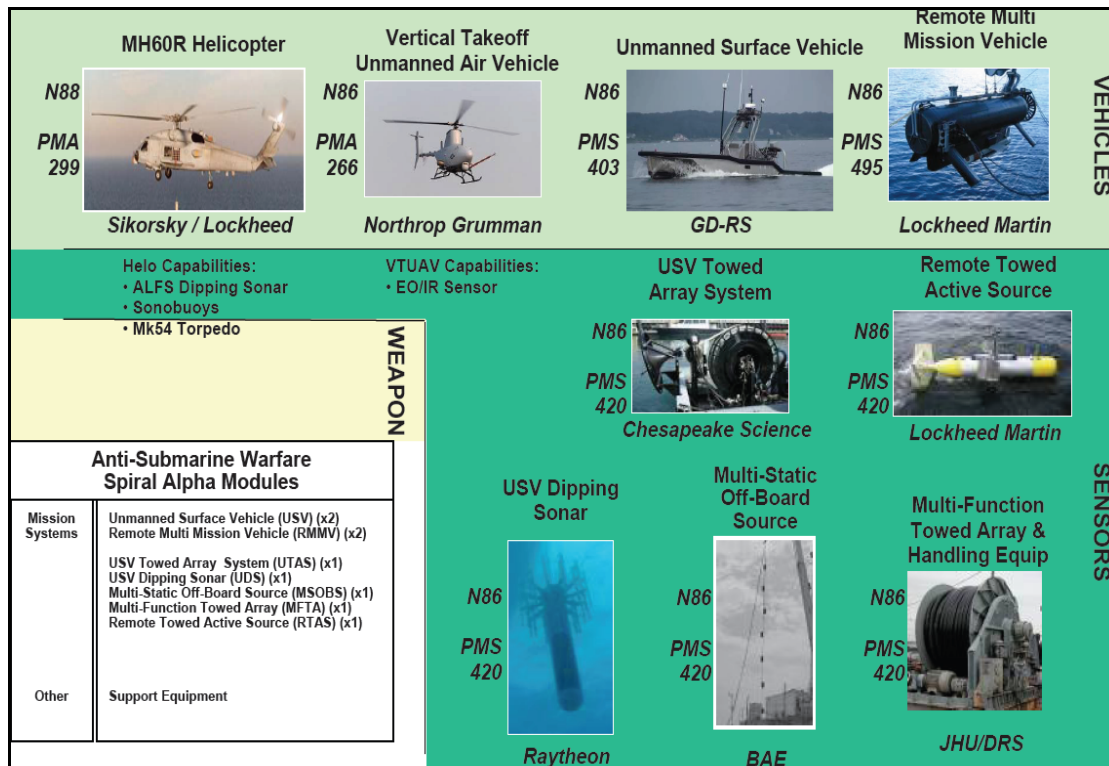 MH60R Helicopter
N88
PMA
299
Sikorsky / Lockheed
Vertical Takeoff
Unmanned Air Vehicle
N86
PMA
266
Northrop Grumman
Unmanned Surface Vehicle
N86
PMS
403
GD-RS
Remote Multi
Mission Vehicle
N86
PMS
495
Lockheed Martin
VEHICLES
Helo Capabilities:
• ALFS Dipping Sonar
• Sonobuoys
• Mk54 Torpedo
VTUAV Capabilities:
• EO/IR Sensor
WEAPON
USV Towed
Array System
N86
PMS
420
Chesapeake Science
Remote Towed
Active Source
N86
PMS
420
Lockheed Martin
SENSORS
USV Dipping
Sonar
N86
PMS
420
Raytheon
Multi-Static
Off-Board
Source
N86
PMS
420
BAE
Multi-Function
Towed Array &
Handling Equip
N86
PMS
420
JHU/DRS
Anti-Submarine Warfare
Spiral Alpha Modules
Mission
Systems
Unmanned Surface Vehicle (USV) (x2)
Remote Multi Mission Vehicle (RMMV) (x2)
USV Towed Array System (UTAS) (x1)
USV Dipping Sonar (UDS) (x1)
Multi-Static Off-Board Source (MSOBS) (x1)
Multi-Function Towed Array (MFTA) (x1)
Remote Towed Active Source (RTAS) (x1)
Other
Support Equipment